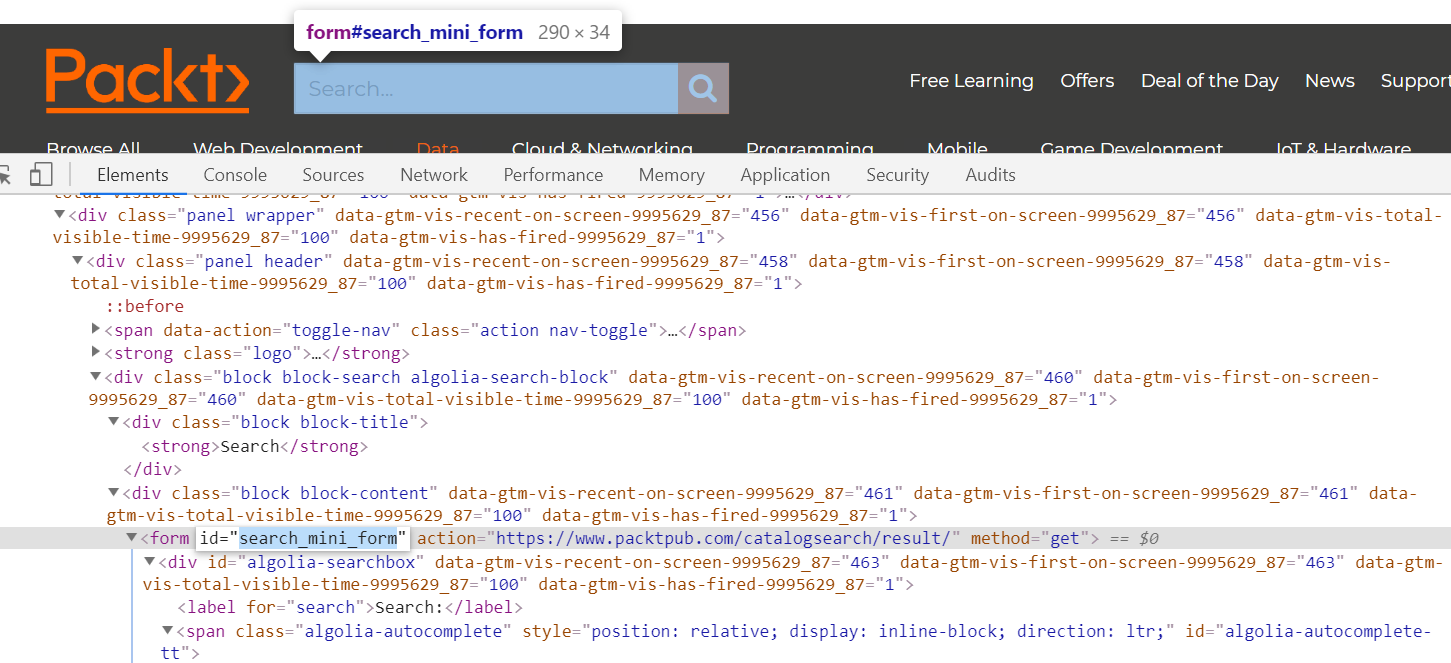 form#search_mini_form 290 × 34
Packt>
Search...
Free Learning Offers Deal of the Day News Support
Browse All Web Development Data Cloud & Networking Programming Mobile Game Development IoT & Hardware
Elements Console Sources Network Performance Memory Application Security Audits
total-visible-time-9995629_87="100" data-gtm-vis-has-fired-9995629_87="1">…</div>
▼<div class="panel wrapper" data-gtm-vis-recent-on-screen-9995629_87="456" data-gtm-vis-first-on-screen-9995629_87="456" data-gtm-vis-total-
visible-time-9995629_87="100" data-gtm-vis-has-fired-9995629_87="1">
▼<div class="panel header" data-gtm-vis-recent-on-screen-9995629_87="458" data-gtm-vis-first-on-screen-9995629_87="458" data-gtm-vis-
total-visible-time-9995629_87="100" data-gtm-vis-has-fired-9995629_87="1">
::before
▶<span data-action="toggle-nav" class="action nav-toggle">…</span>
▶<strong class="logo">…</strong>
▼<div class="block block-search algolia-search-block" data-gtm-vis-recent-on-screen-9995629_87="460" data-gtm-vis-first-on-screen-
9995629_87="460" data-gtm-vis-total-visible-time-9995629_87="100" data-gtm-vis-has-fired-9995629_87="1">
▼<div class="block block-title">
<strong>Search</strong>
</div>
▼<div class="block block-content" data-gtm-vis-recent-on-screen-9995629_87="461" data-gtm-vis-first-on-screen-9995629_87="461" data-
gtm-vis-total-visible-time-9995629_87="100" data-gtm-vis-has-fired-9995629_87="1">
▼<form id="search_mini_form" action="https://www.packtpub.com/catalogsearch/result/" method="get"> == $0
▼<div id="algolia-searchbox" data-gtm-vis-recent-on-screen-9995629_87="463" data-gtm-vis-first-on-screen-9995629_87="463" data-gtm-
vis-total-visible-time-9995629_87="100" data-gtm-vis-has-fired-9995629_87="1">
<label for="search">Search:</label>
▼<span class="algolia-autocomplete" style="position: relative; display: inline-block; direction: ltr;" id="algolia-autocomplete-
tt">